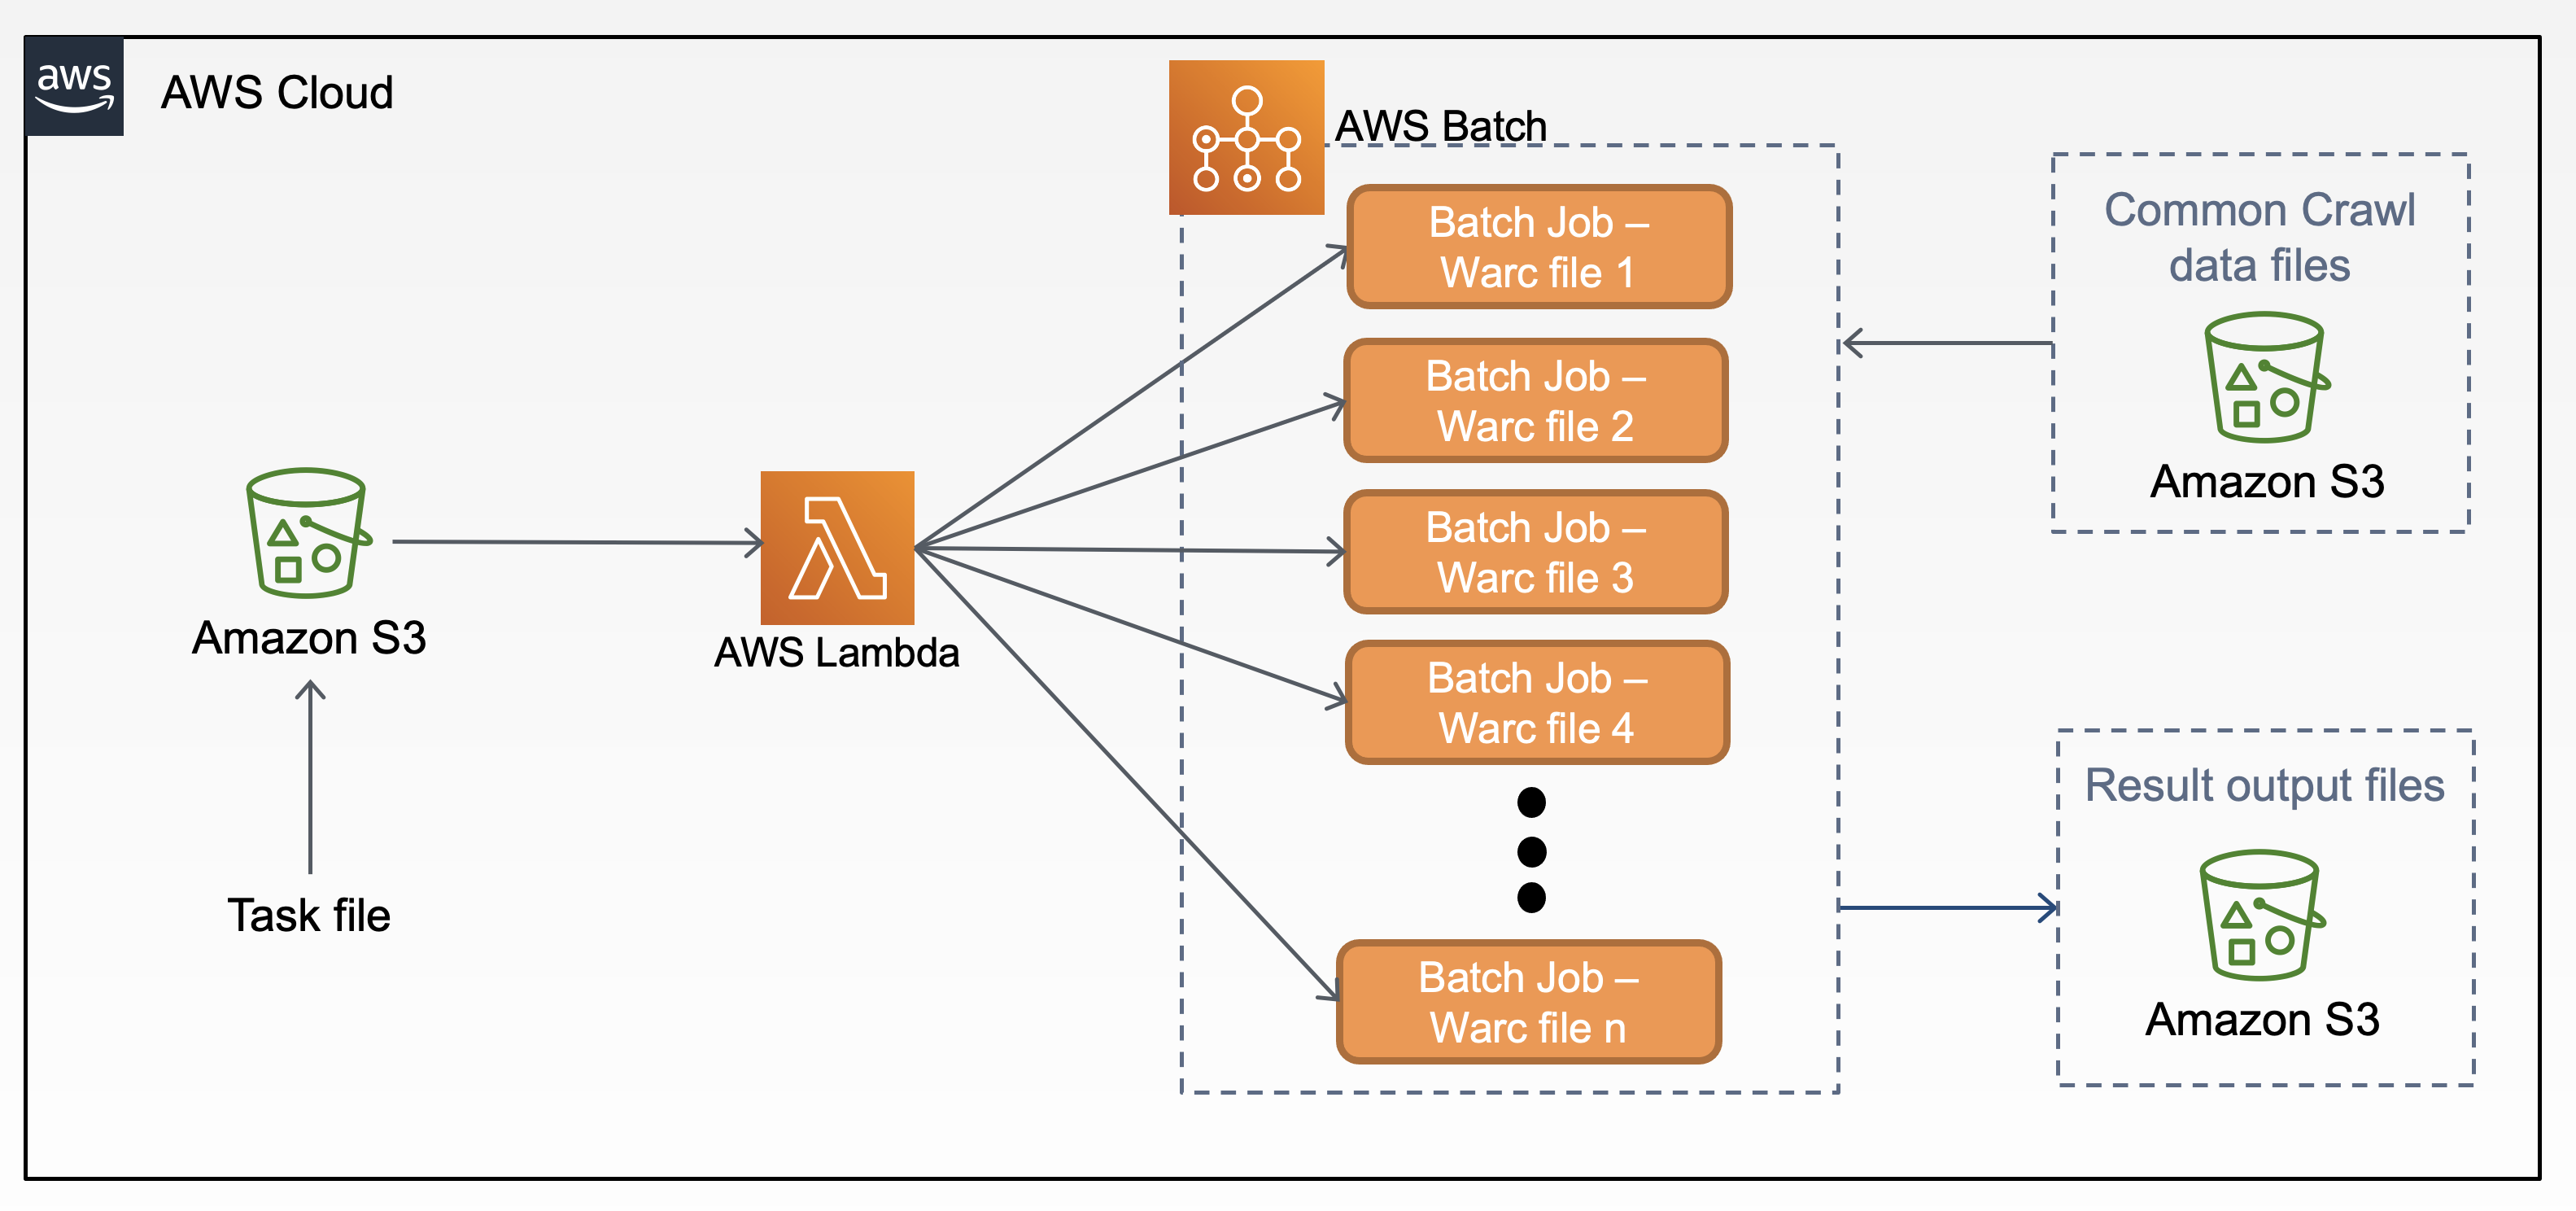 aws
AWS Cloud
AWS Batch
Batch Job –
Warc file 1
Batch Job –
Warc file 2
Batch Job –
Warc file 3
Batch Job –
Warc file 4
Batch Job –
Warc file n
Amazon S3
Task file
AWS Lambda
Common Crawl
data files
Amazon S3
Result output files
Amazon S3